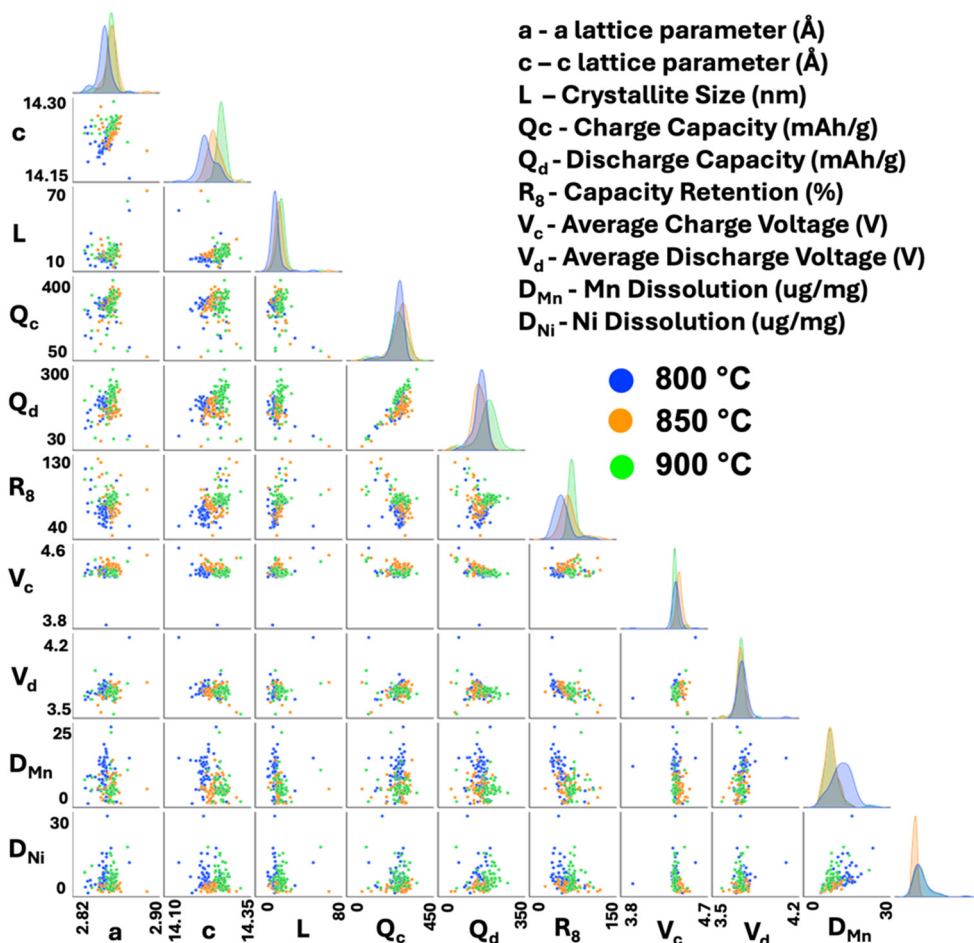 a - a lattice parameter (Å)
c – c lattice parameter (Å)
L – Crystallite Size (nm)
Qc - Charge Capacity (mAh/g)
Qd - Discharge Capacity (mAh/g)
R8 - Capacity Retention (%)
Vc - Average Charge Voltage (V)
Vd - Average Discharge Voltage (V)
DMn - Mn Dissolution (ug/mg)
DNi - Ni Dissolution (ug/mg)
800 °C
850 °C
900 °C
14.30
c
14.15
70
L
10
400
Qc
50
300
Qd
30
130
R8
40
4.6
Vc
3.8
4.2
Vd
3.5
25
DMn
0
30
DNi
0
2.82 2.90 14.10 14.35 0 80 0 450 0 350 0 150 3.8 4.7 3.5 4.2 0 30
a c L Qc Qd R8 Vc Vd DMn